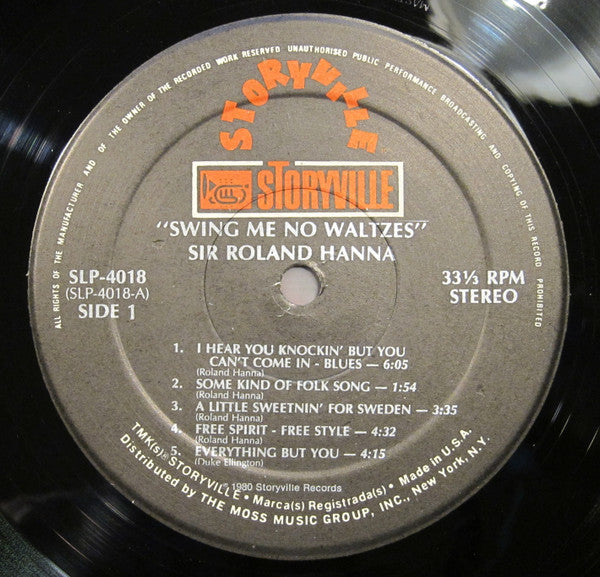 ALL RIGHTS OF THE MANUFACTURER AND OF THE OWNER OF THE RECORDED WORK RESERVED UNAUTHORISED PUBLIC PERFORMANCE BROADCASTING AND COPYING OF THIS RECORD PROHIBITED
STORYVILLE
STORYVILLE
"SWING ME NO WALTZES"
SIR ROLAND HANNA
SLP-4018
(SLP-4018-A)
SIDE 1
33⅓ RPM
STEREO
1. I HEAR YOU KNOCKIN' BUT YOU
CAN'T COME IN - BLUES — 6:05
(Roland Hanna)
2. SOME KIND OF FOLK SONG — 1:54
(Roland Hanna)
3. A LITTLE SWEETNIN' FOR SWEDEN — 3:35
(Roland Hanna)
4. FREE SPIRIT - FREE STYLE — 4:32
(Roland Hanna)
5. EVERYTHING BUT YOU — 4:15
(Duke Ellington)
℗ 1980 Storyville Records
TMK(s)® STORYVILLE • Marca(s) Registrada(s) • Made in U.S.A.
Distributed by THE MOSS MUSIC GROUP, INC., New York, N.Y.